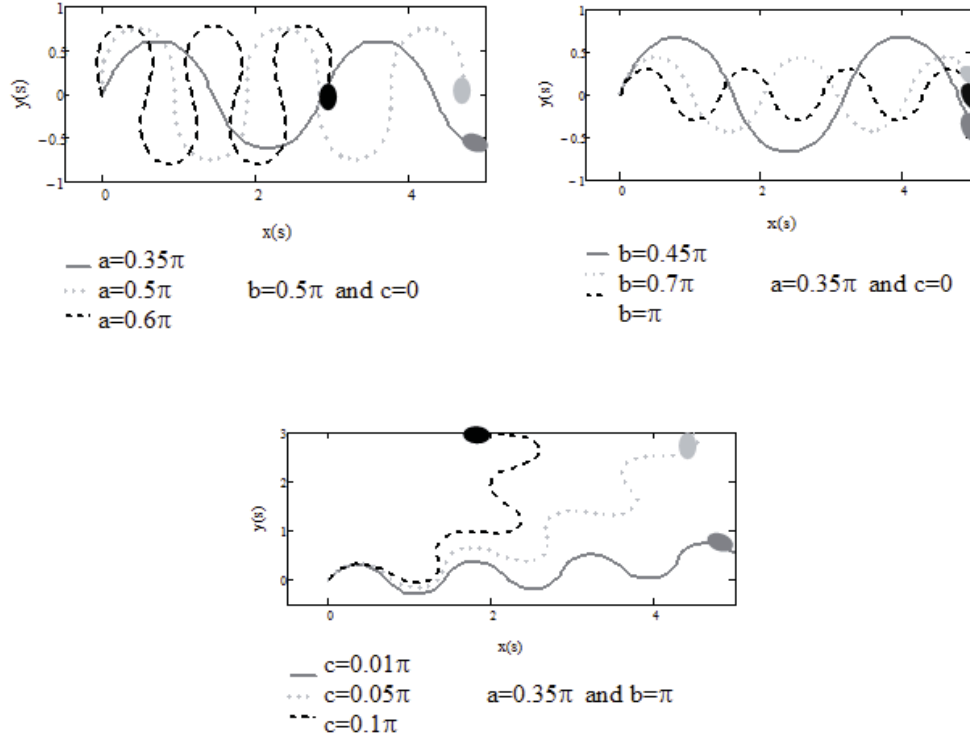 1
0.5
0
−0.5
−1
y(s)
0 2 4
x(s)
a=0.35π
a=0.5π
a=0.6π
b=0.5π and c=0
1
0.5
0
−0.5
−1
y(s)
0 2 4
x(s)
b=0.45π
b=0.7π
b=π
a=0.35π and c=0
3
2
1
0
y(s)
0 2 4
x(s)
c=0.01π
c=0.05π
c=0.1π
a=0.35π and b=π